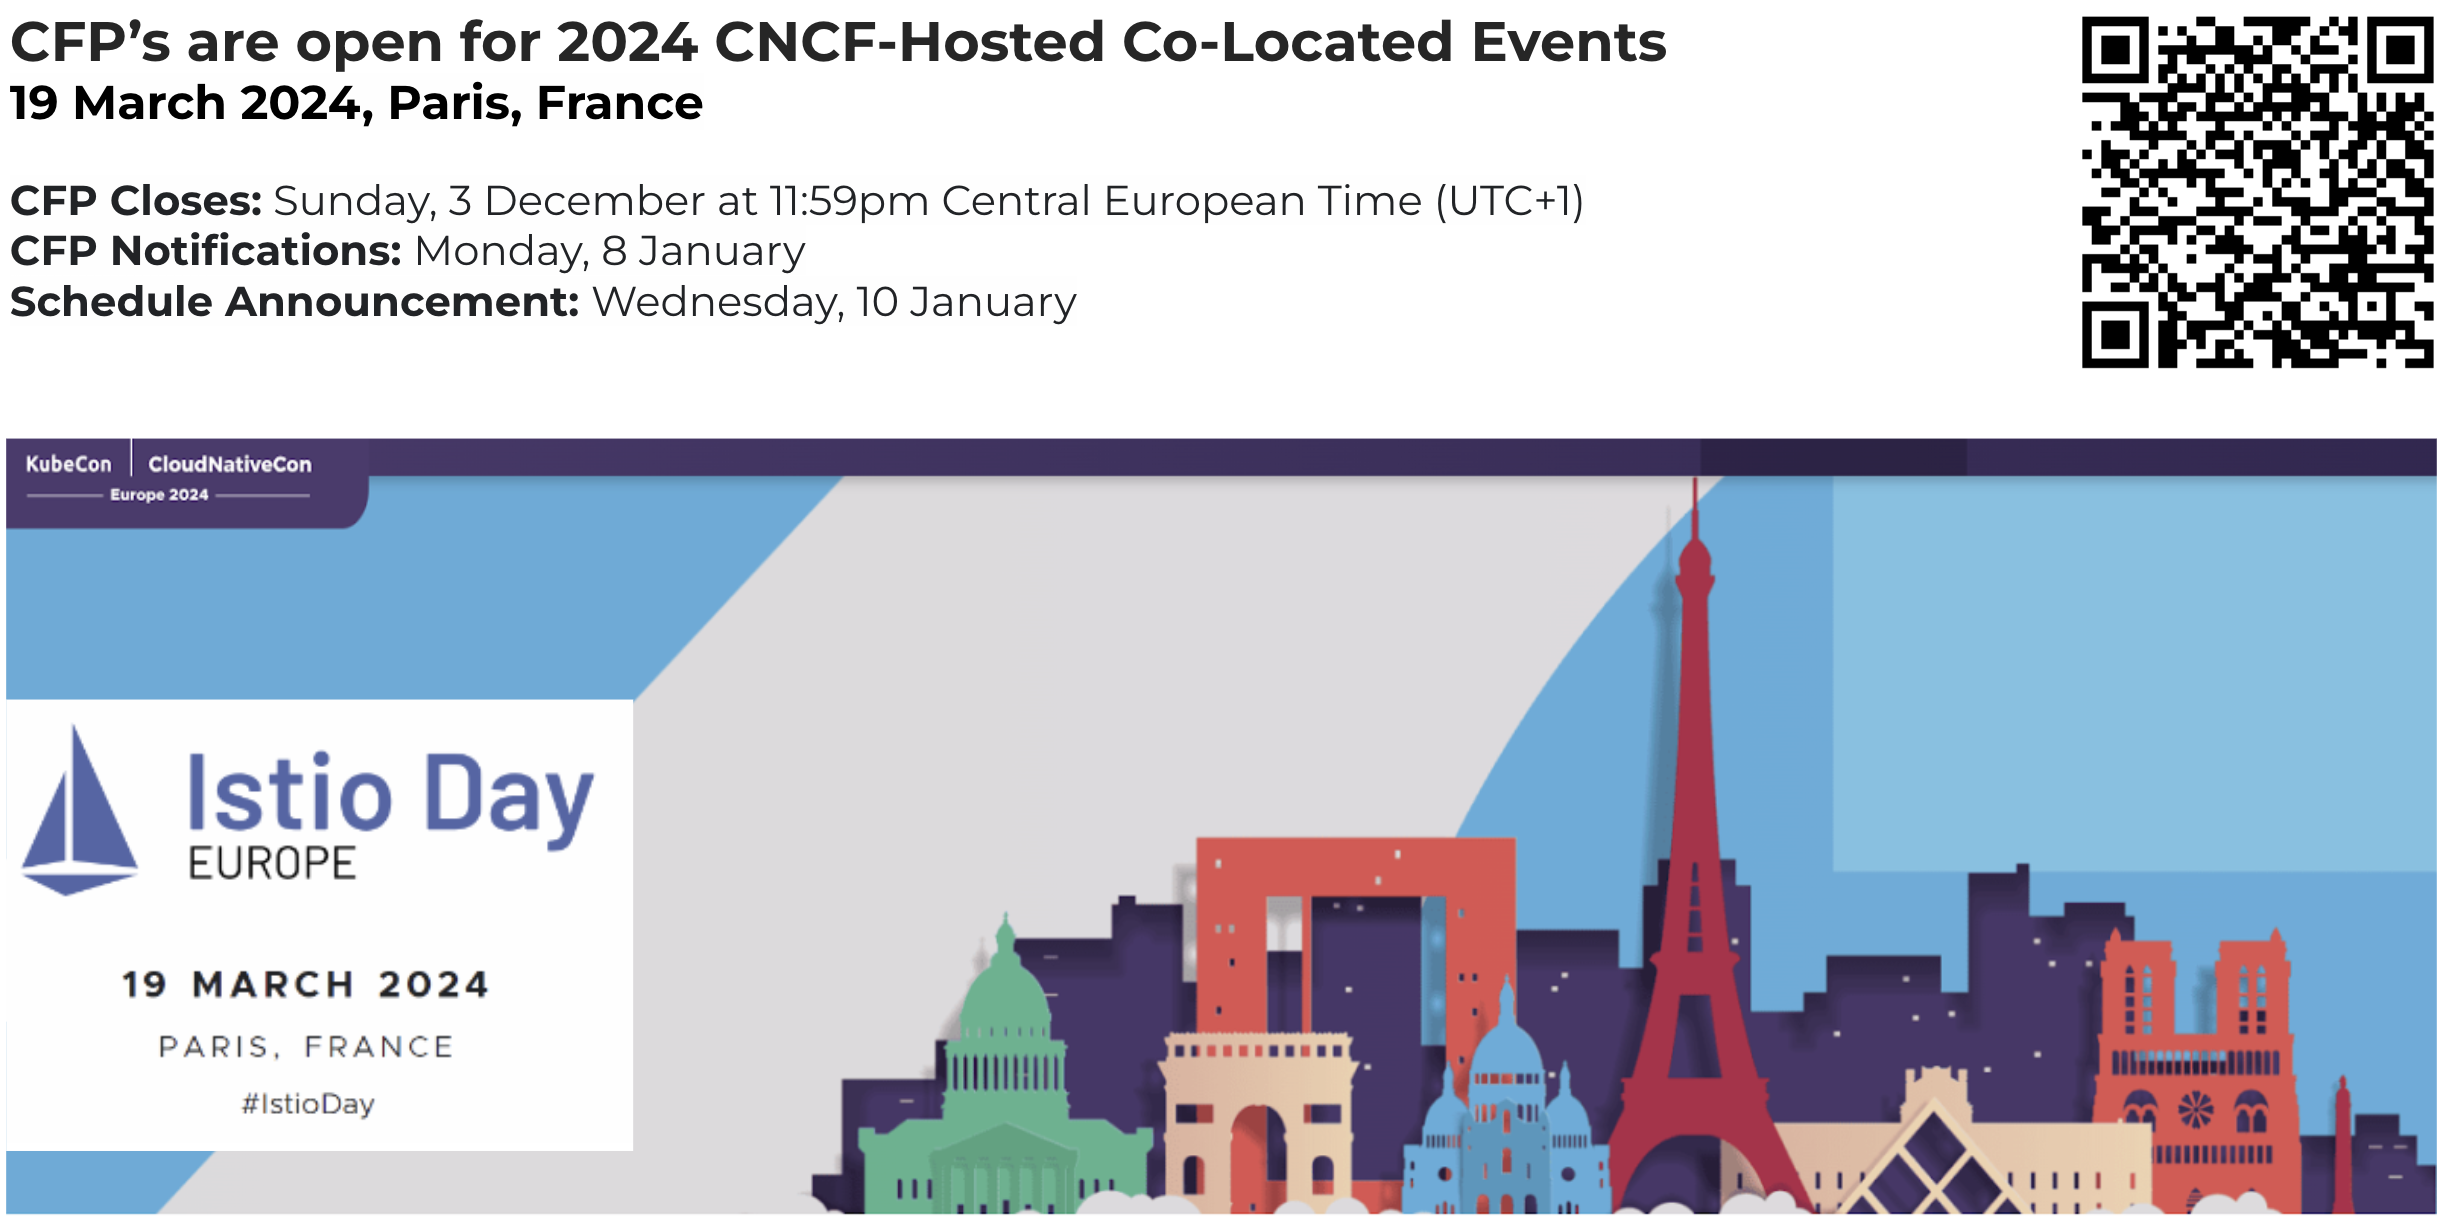 CFP’s are open for 2024 CNCF-Hosted Co-Located Events
19 March 2024, Paris, France
CFP Closes: Sunday, 3 December at 11:59pm Central European Time (UTC+1)
CFP Notifications: Monday, 8 January
Schedule Announcement: Wednesday, 10 January
KubeCon | CloudNativeCon
Europe 2024
Istio Day
EUROPE
19 MARCH 2024
PARIS, FRANCE
#IstioDay